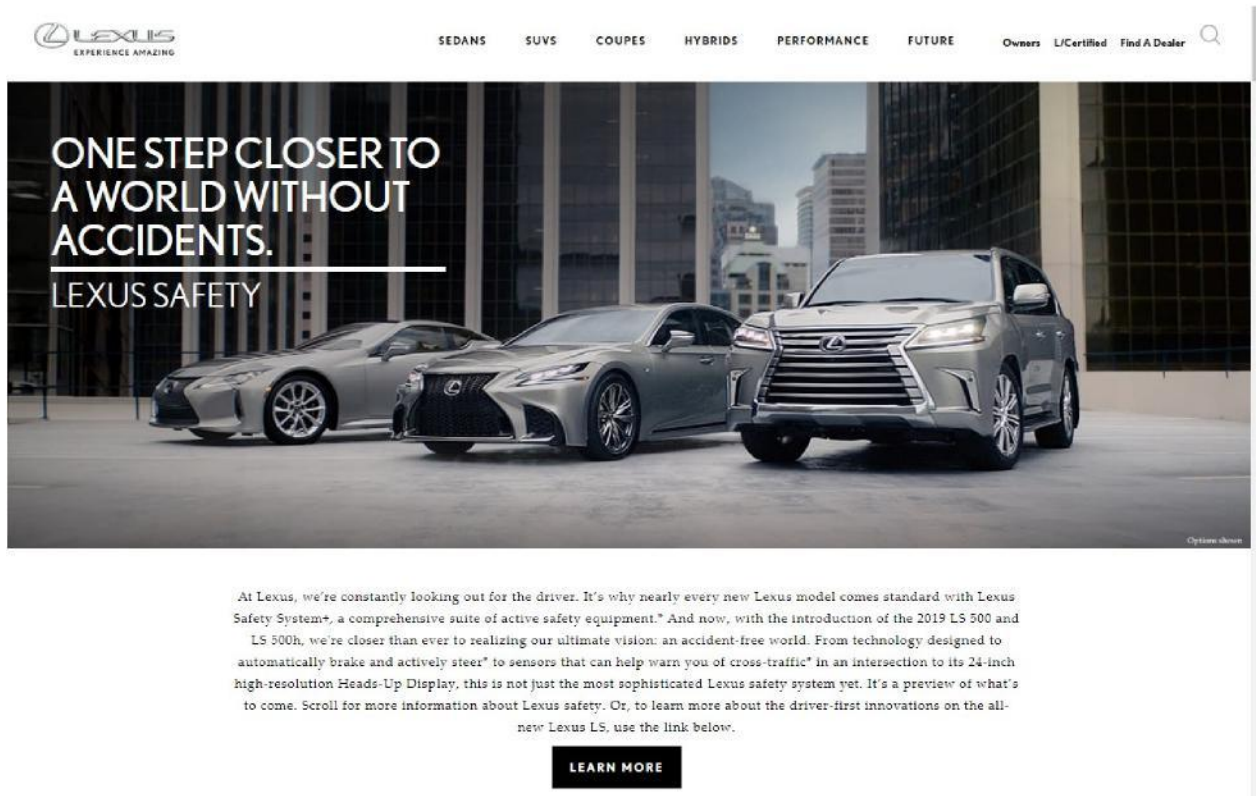 LEXUS
EXPERIENCE AMAZING
SEDANS SUVS COUPES HYBRIDS PERFORMANCE FUTURE Owners L/Certified Find A Dealer
ONE STEP CLOSER TO
A WORLD WITHOUT
ACCIDENTS.
LEXUS SAFETY
Options shown
At Lexus, we're constantly looking out for the driver. It's why nearly every new Lexus model comes standard with Lexus
Safety System+, a comprehensive suite of active safety equipment.* And now, with the introduction of the 2019 LS 500 and
LS 500h, we're closer than ever to realizing our ultimate vision: an accident-free world. From technology designed to
automatically brake and actively steer* to sensors that can help warn you of cross-traffic* in an intersection to its 24-inch
high-resolution Heads-Up Display, this is not just the most sophisticated Lexus safety system yet. It's a preview of what's
to come. Scroll for more information about Lexus safety. Or, to learn more about the driver-first innovations on the all-
new Lexus LS, use the link below.
LEARN MORE